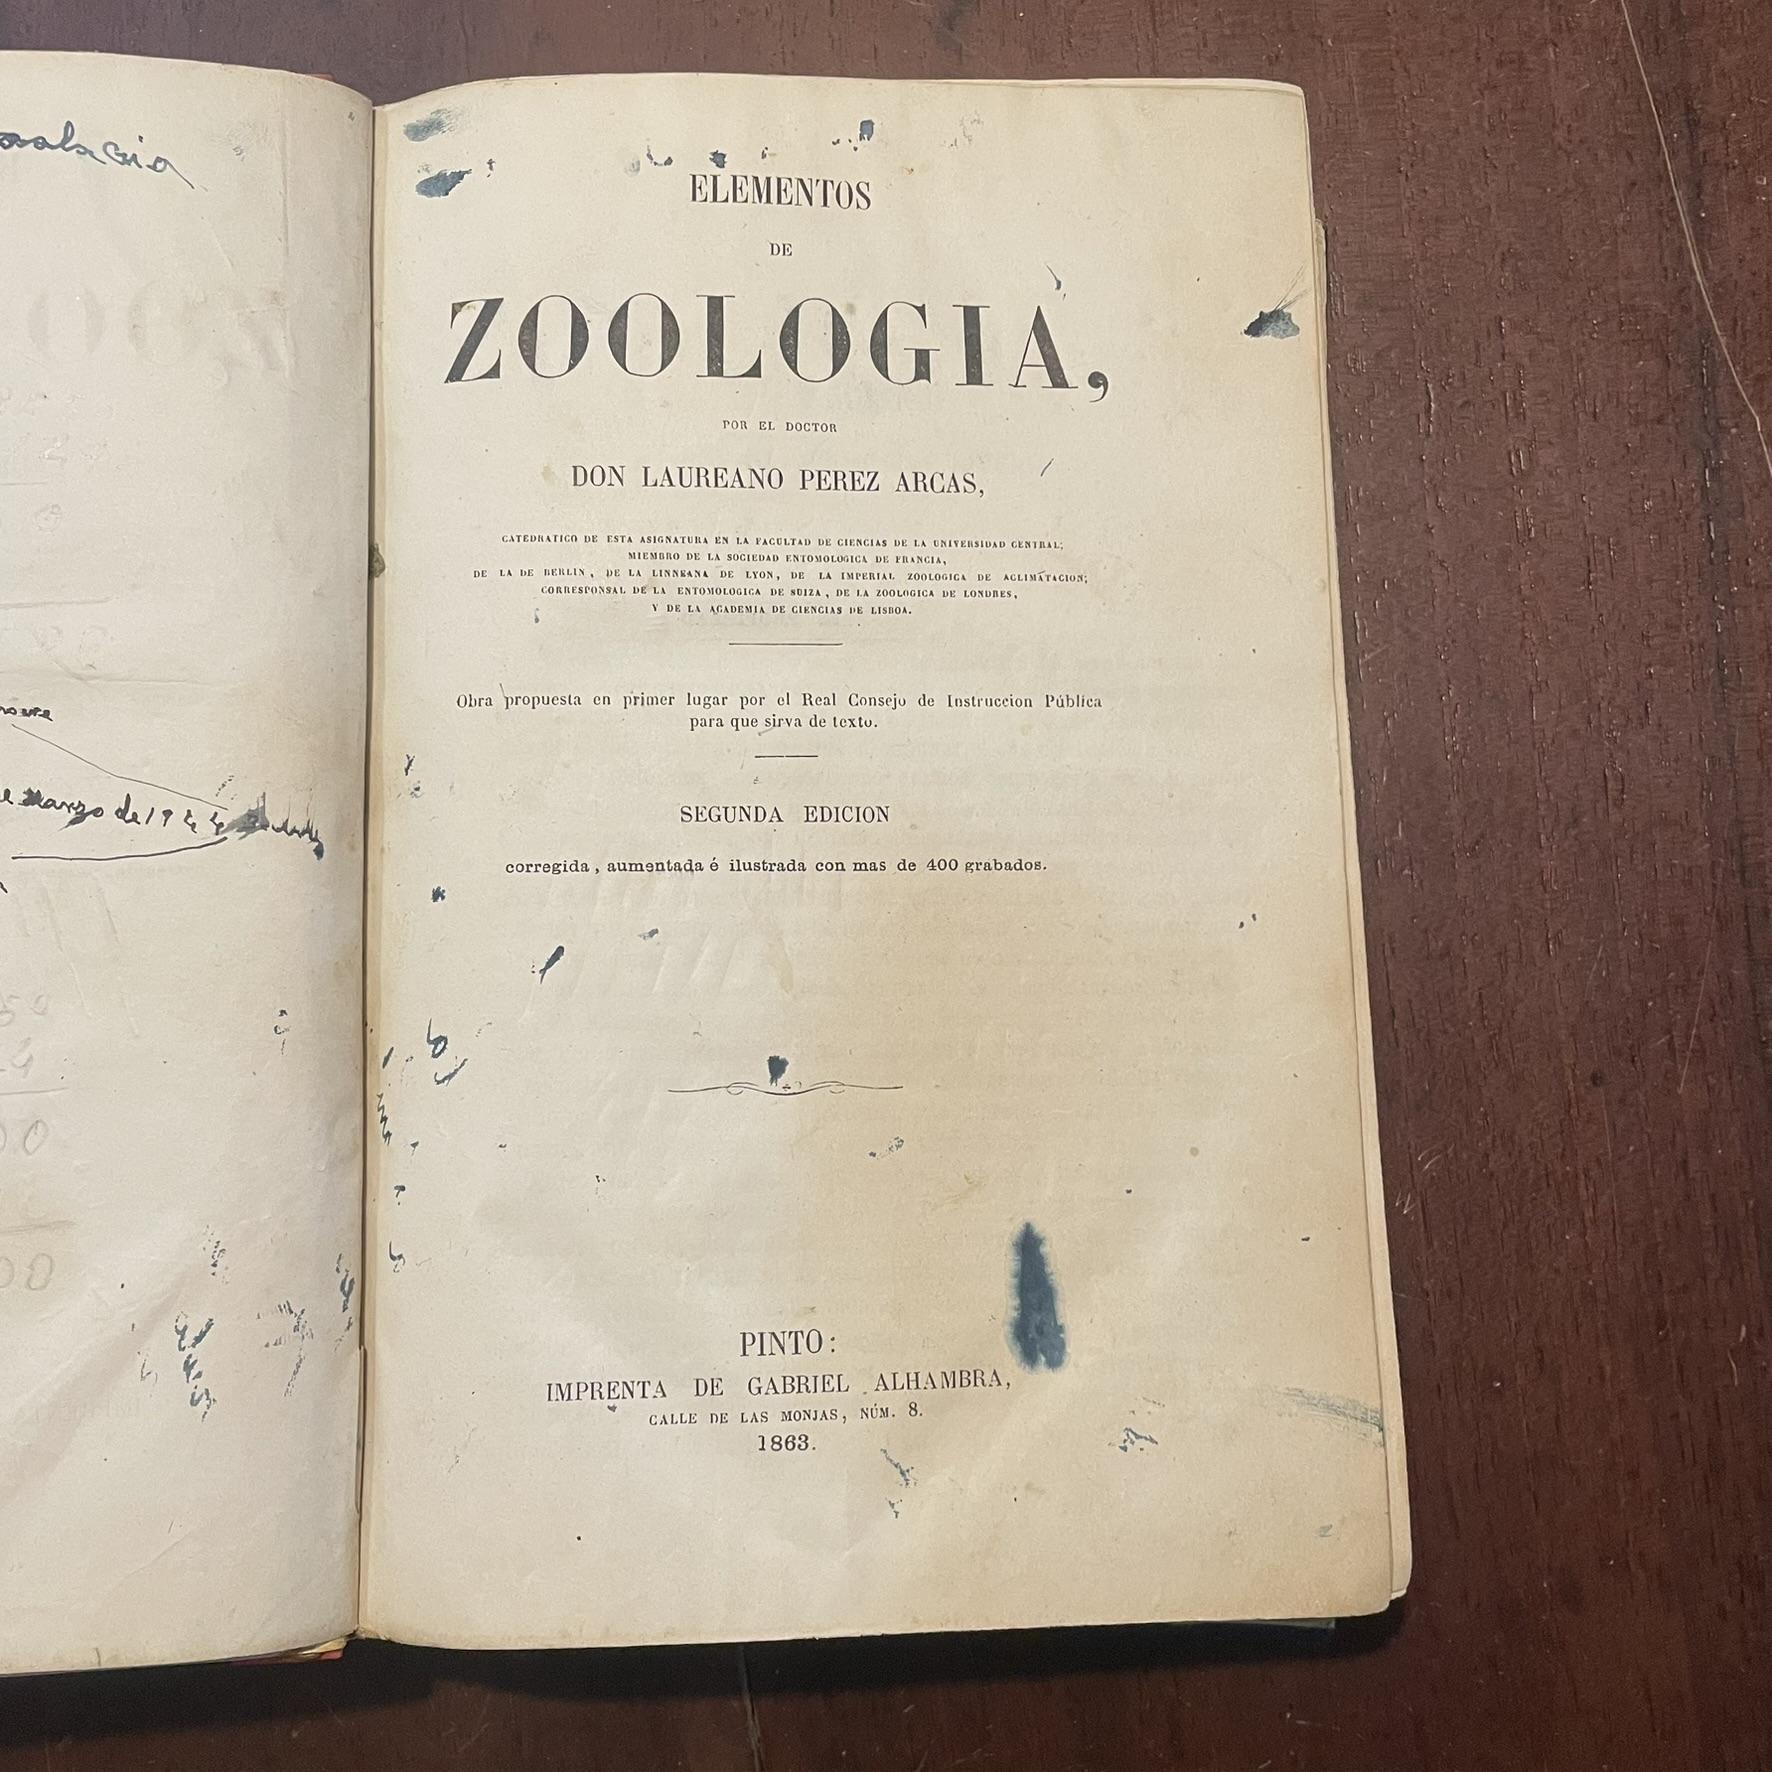 Marzo de 1944
ELEMENTOS
DE
ZOOLOGIA,
POR EL DOCTOR
DON LAUREANO PEREZ ARCAS,
CATEDRATICO DE ESTA ASIGNATURA EN LA FACULTAD DE CIENCIAS DE LA UNIVERSIDAD CENTRAL;
MIEMBRO DE LA SOCIEDAD ENTOMOLOGICA DE FRANCIA,
DE LA DE BERLIN, DE LA LINNEANA DE LYON, DE LA IMPERIAL ZOOLOGICA DE ACLIMATACION;
CORRESPONSAL DE LA ENTOMOLOGICA DE SUIZA, DE LA ZOOLOGICA DE LONDRES,
Y DE LA ACADEMIA DE CIENCIAS DE LISBOA.
Obra propuesta en primer lugar por el Real Consejo de Instruccion Pública
para que sirva de texto.
SEGUNDA EDICION
corregida, aumentada é ilustrada con mas de 400 grabados.
PINTO:
IMPRENTA DE GABRIEL ALHAMBRA,
CALLE DE LAS MONJAS, NÚM. 8.
1863.